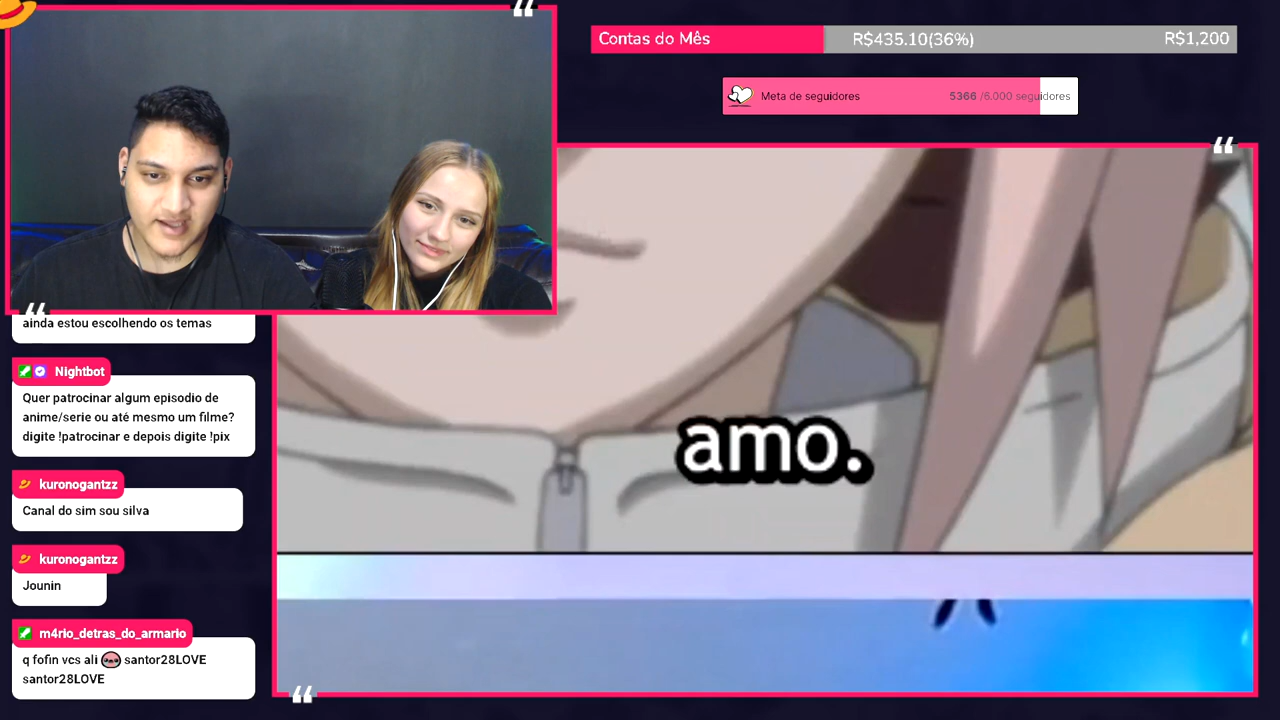 Contas do Mês R$435.10(36%) R$1,200
Meta de seguidores 5366 /6.000 seguidores
ainda estou escolhendo os temas
Nightbot
Quer patrocinar algum episodio de
anime/serie ou até mesmo um filme?
digite !patrocinar e depois digite !pix
kuronogantzz
Canal do sim sou silva
kuronogantzz
Jounin
m4rio_detras_do_armario
q fofin vcs ali santor28LOVE
santor28LOVE
amo.